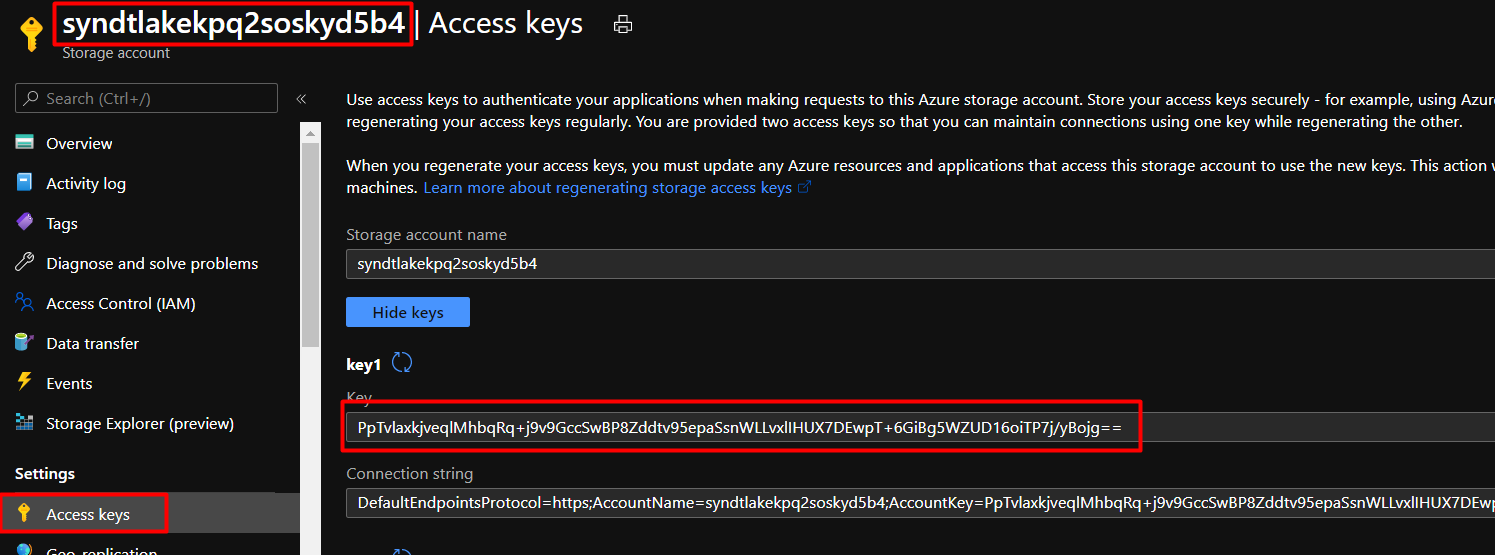 syndtlakekpq2soskyd5b4 | Access keys
Storage account
Search (Ctrl+/)
«
Overview
Activity log
Tags
Diagnose and solve problems
Access Control (IAM)
Data transfer
Events
Storage Explorer (preview)
Settings
Access keys
Geo-replication
Use access keys to authenticate your applications when making requests to this Azure storage account. Store your access keys securely - for example, using Azur
regenerating your access keys regularly. You are provided two access keys so that you can maintain connections using one key while regenerating the other.
When you regenerate your access keys, you must update any Azure resources and applications that access this storage account to use the new keys. This action w
machines. Learn more about regenerating storage access keys
Storage account name
syndtlakekpq2soskyd5b4
Hide keys
key1
Key
PpTvlaxkjveqlMhbqRq+j9v9GccSwBP8Zddtv95epaSsnWLLvxlIHUX7DEwpT+6GiBg5WZUD16oiTP7j/yBojg==
Connection string
DefaultEndpointsProtocol=https;AccountName=syndtlakekpq2soskyd5b4;AccountKey=PpTvlaxkjveqlMhbqRq+j9v9GccSwBP8Zddtv95epaSsnWLLvxlIHUX7DEwp